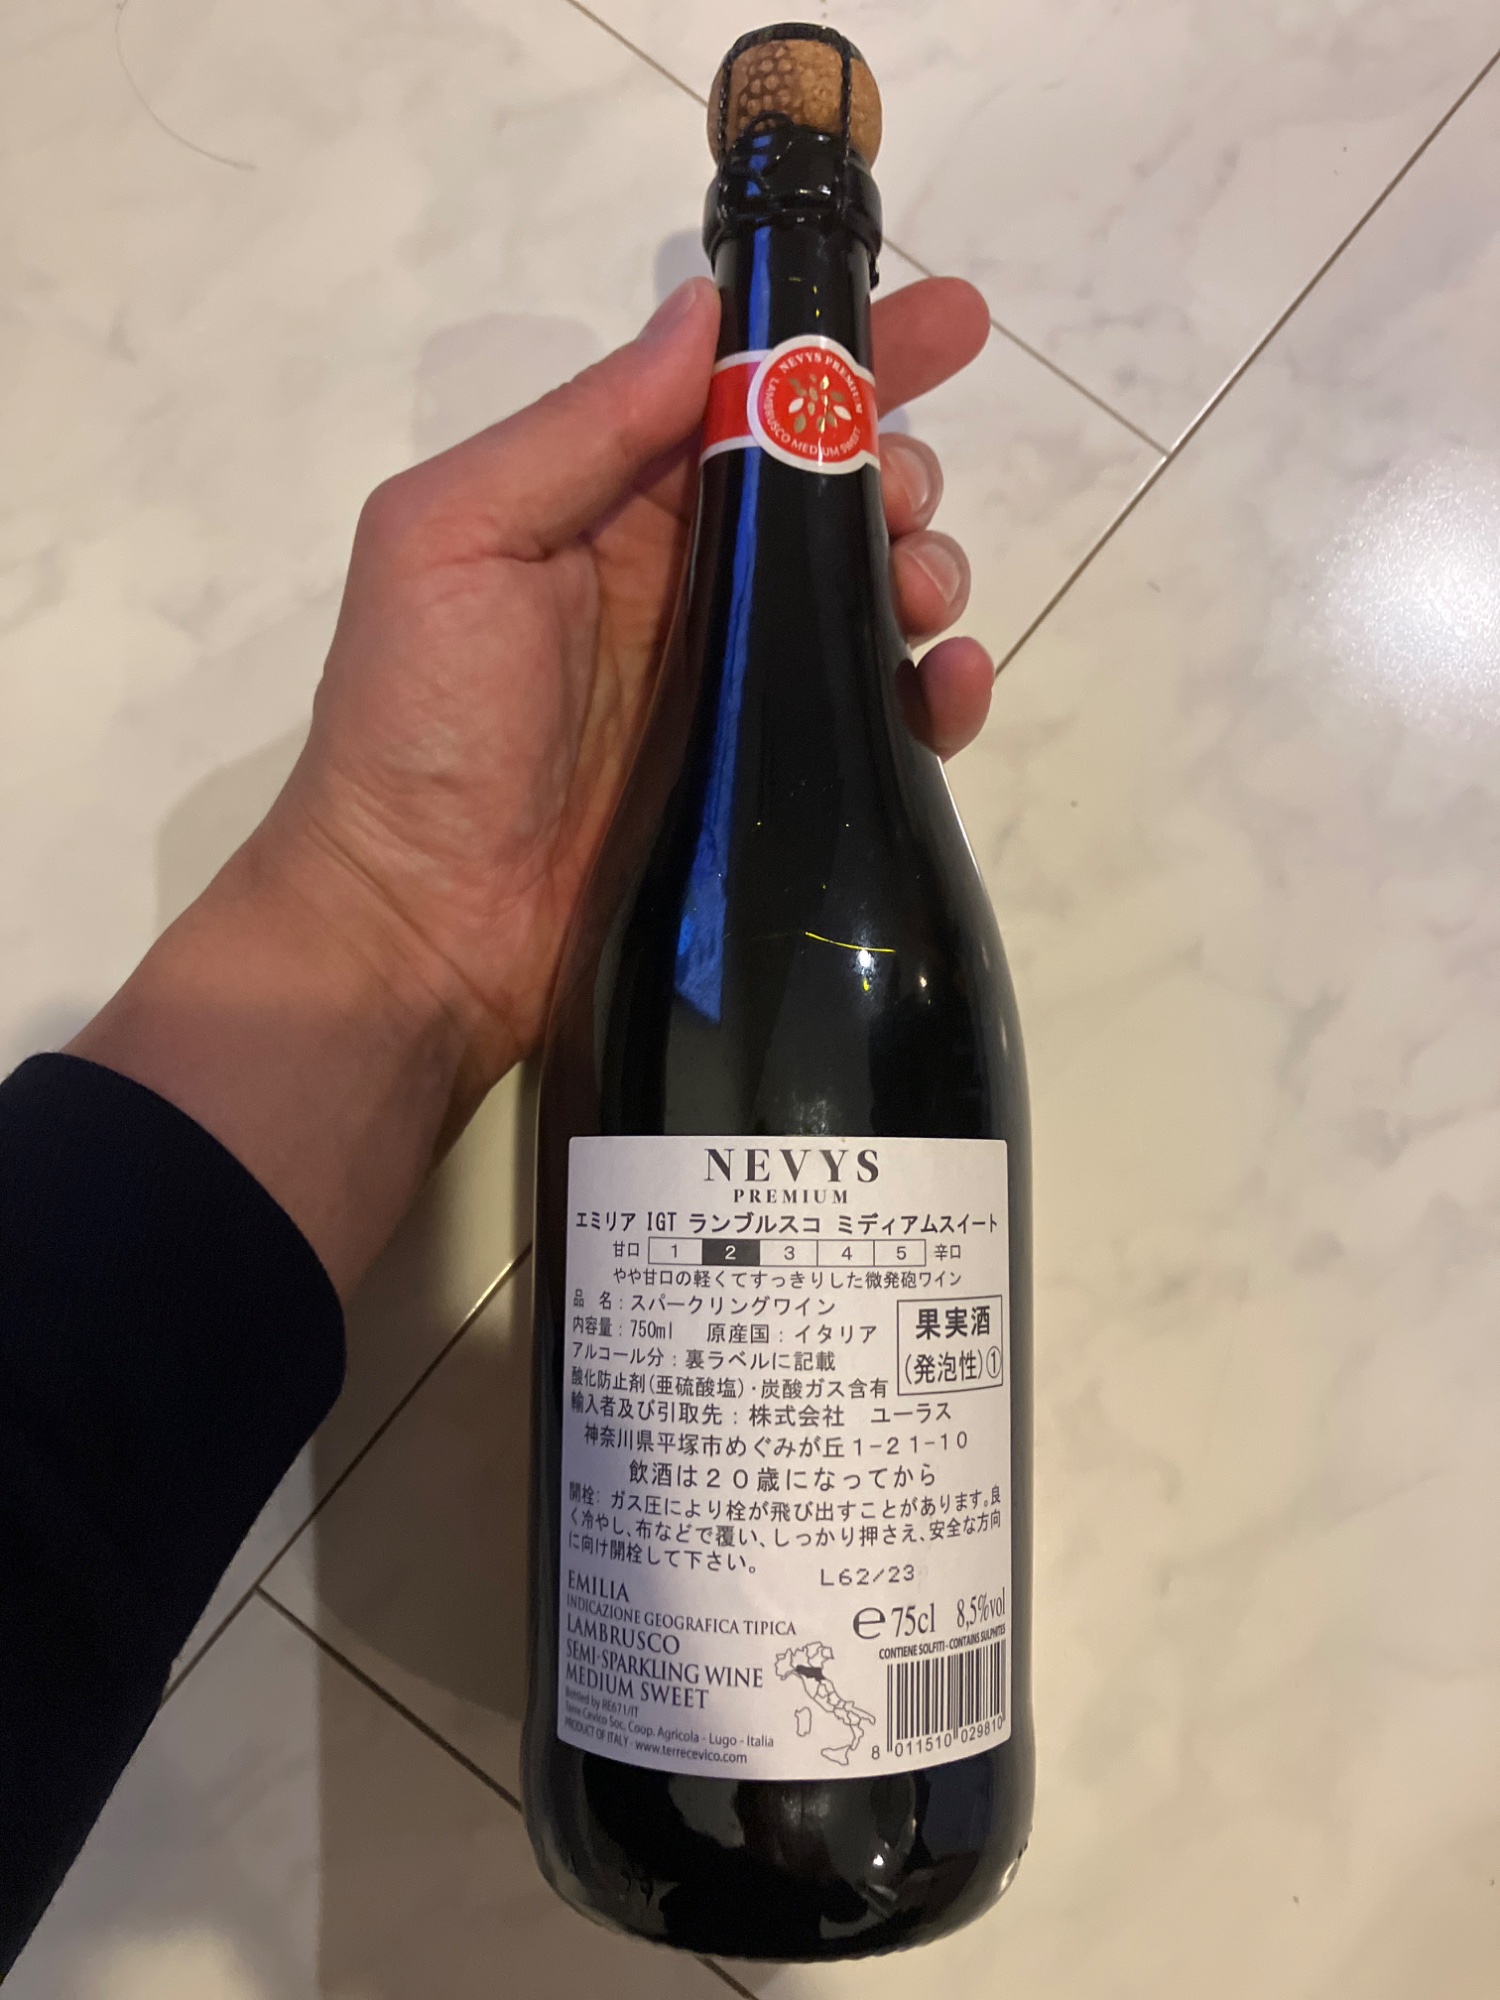 NEVYS PREMIUM
LAMBRUSCO MEDIUM SWEET
NEVYS
PREMIUM
エミリア IGT ランブルスコ ミディアムスイート
甘口 1 2 3 4 5 辛口
やや甘口の軽くてすっきりした微発砲ワイン
品 名：スパークリングワイン
内容量：750ml 原産国：イタリア
アルコール分：裏ラベルに記載
酸化防止剤(亜硫酸塩)・炭酸ガス含有
果実酒
(発泡性)①
輸入者及び引取先：株式会社 ユーラス
神奈川県平塚市めぐみが丘1-21-10
飲酒は20歳になってから
開栓：ガス圧により栓が飛び出すことがあります。良
く冷やし、布などで覆い、しっかり押さえ、安全な方向
に向け開栓して下さい。
L62/23
EMILIA
INDICAZIONE GEOGRAFICA TIPICA
LAMBRUSCO
SEMI-SPARKLING WINE
MEDIUM SWEET
Bottled by RE671/IT
Terre Cevico Soc. Coop. Agricola - Lugo - Italia
PRODUCT OF ITALY - www.terrecevico.com
℮ 75cl 8,5%vol
CONTIENE SOLFITI - CONTAINS SULPHITES
8 011510 029810